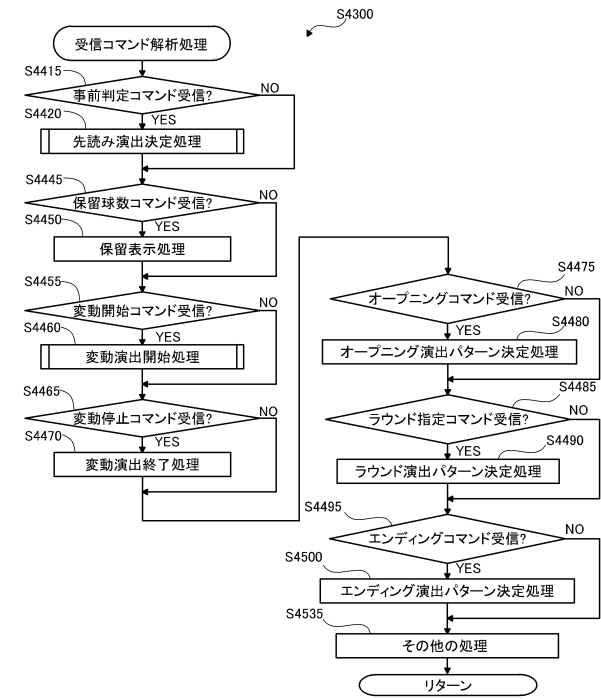 S4300
受信コマンド解析処理
S4415
事前判定コマンド受信?
NO
YES
S4420
先読み演出決定処理
S4445
保留球数コマンド受信?
NO
YES
S4450
保留表示処理
S4455
変動開始コマンド受信?
NO
YES
S4460
変動演出開始処理
S4465
変動停止コマンド受信?
NO
YES
S4470
変動演出終了処理
S4475
オープニングコマンド受信?
NO
YES
S4480
オープニング演出パターン決定処理
S4485
ラウンド指定コマンド受信?
NO
YES
S4490
ラウンド演出パターン決定処理
S4495
エンディングコマンド受信?
NO
YES
S4500
エンディング演出パターン決定処理
S4535
その他の処理
リターン